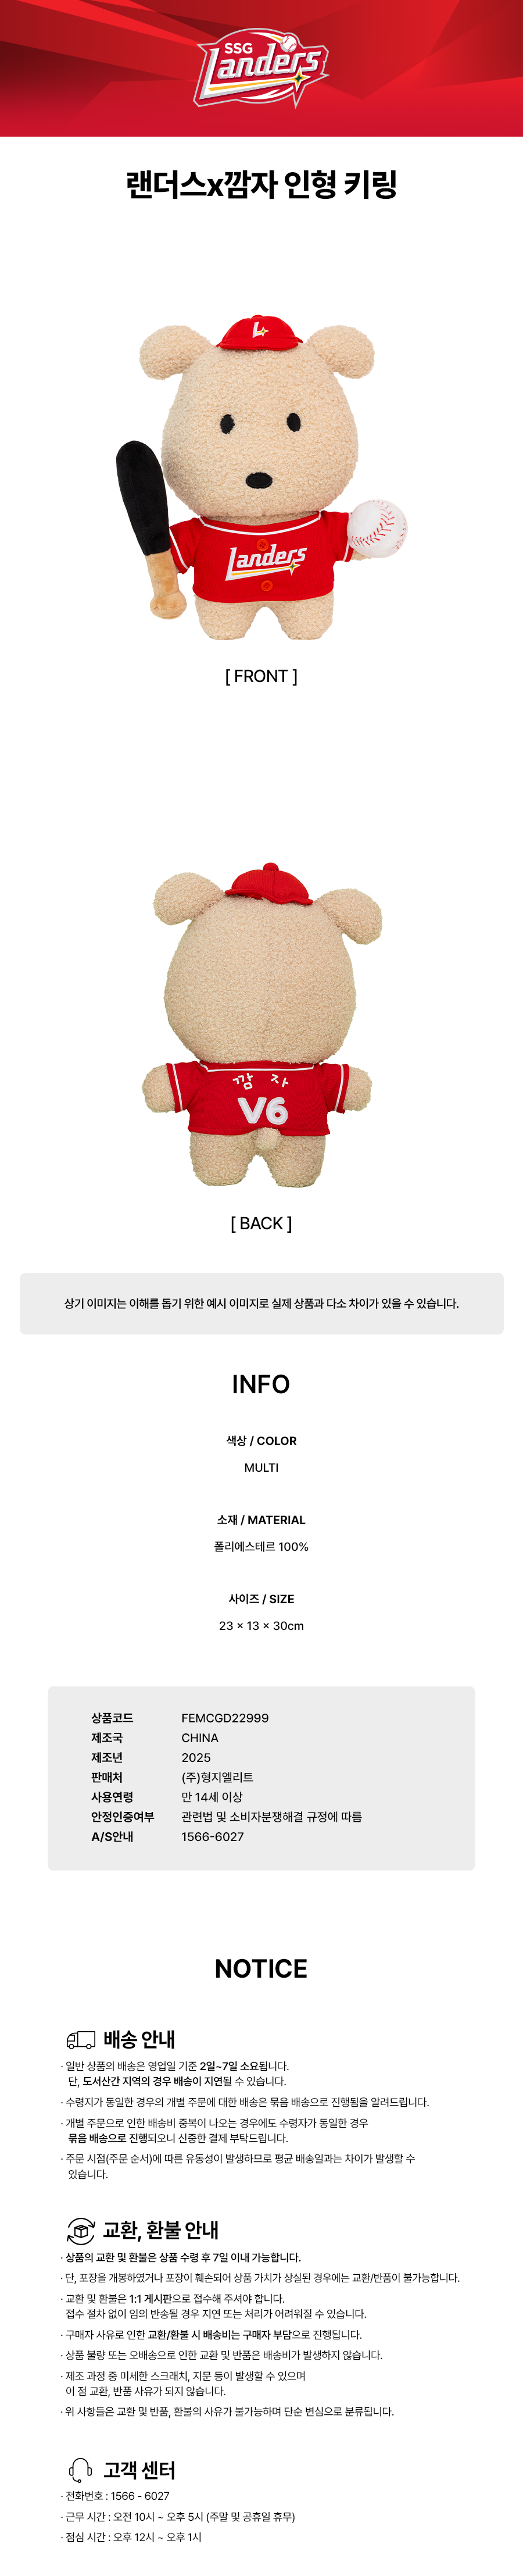 SSG
Landers
랜더스x깜자 인형 키링
L
Landers
[ FRONT ]
깜 자
V6
[ BACK ]
상기 이미지는 이해를 돕기 위한 예시 이미지로 실제 상품과 다소 차이가 있을 수 있습니다.
INFO
색상 / COLOR
MULTI
소재 / MATERIAL
폴리에스테르 100%
사이즈 / SIZE
23 × 13 × 30cm
상품코드 FEMCGD22999
제조국 CHINA
제조년 2025
판매처 (주)형지엘리트
사용연령 만 14세 이상
안정인증여부 관련법 및 소비자분쟁해결 규정에 따름
A/S안내 1566-6027
NOTICE
배송 안내
· 일반 상품의 배송은 영업일 기준 2일~7일 소요됩니다.
단, 도서산간 지역의 경우 배송이 지연될 수 있습니다.
· 수령지가 동일한 경우의 개별 주문에 대한 배송은 묶음 배송으로 진행됨을 알려드립니다.
· 개별 주문으로 인한 배송비 중복이 나오는 경우에도 수령자가 동일한 경우
묶음 배송으로 진행되오니 신중한 결제 부탁드립니다.
· 주문 시점(주문 순서)에 따른 유동성이 발생하므로 평균 배송일과는 차이가 발생할 수
있습니다.
교환, 환불 안내
· 상품의 교환 및 환불은 상품 수령 후 7일 이내 가능합니다.
· 단, 포장을 개봉하였거나 포장이 훼손되어 상품 가치가 상실된 경우에는 교환/반품이 불가능합니다.
· 교환 및 환불은 1:1 게시판으로 접수해 주셔야 합니다.
접수 절차 없이 임의 반송될 경우 지연 또는 처리가 어려워질 수 있습니다.
· 구매자 사유로 인한 교환/환불 시 배송비는 구매자 부담으로 진행됩니다.
· 상품 불량 또는 오배송으로 인한 교환 및 반품은 배송비가 발생하지 않습니다.
· 제조 과정 중 미세한 스크래치, 지문 등이 발생할 수 있으며
이 점 교환, 반품 사유가 되지 않습니다.
· 위 사항들은 교환 및 반품, 환불의 사유가 불가능하며 단순 변심으로 분류됩니다.
고객 센터
· 전화번호 : 1566 - 6027
· 근무 시간 : 오전 10시 ~ 오후 5시 (주말 및 공휴일 휴무)
· 점심 시간 : 오후 12시 ~ 오후 1시